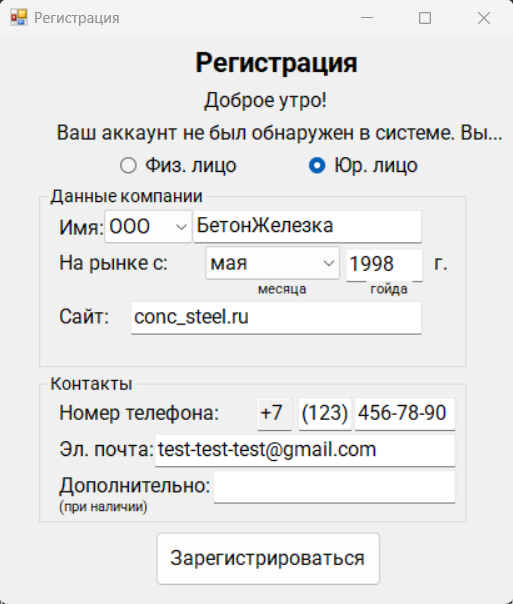 Регистрация
Регистрация
Доброе утро!
Ваш аккаунт не был обнаружен в системе. Вы...
Физ. лицо Юр. лицо
Данные компании
Имя: ООО БетонЖелезка
На рынке с: мая 1998 г.
месяца гойда
Сайт: conc_steel.ru
Контакты
Номер телефона: +7 (123) 456-78-90
Эл. почта: test-test-test@gmail.com
Дополнительно:
(при наличии)
Зарегистрироваться